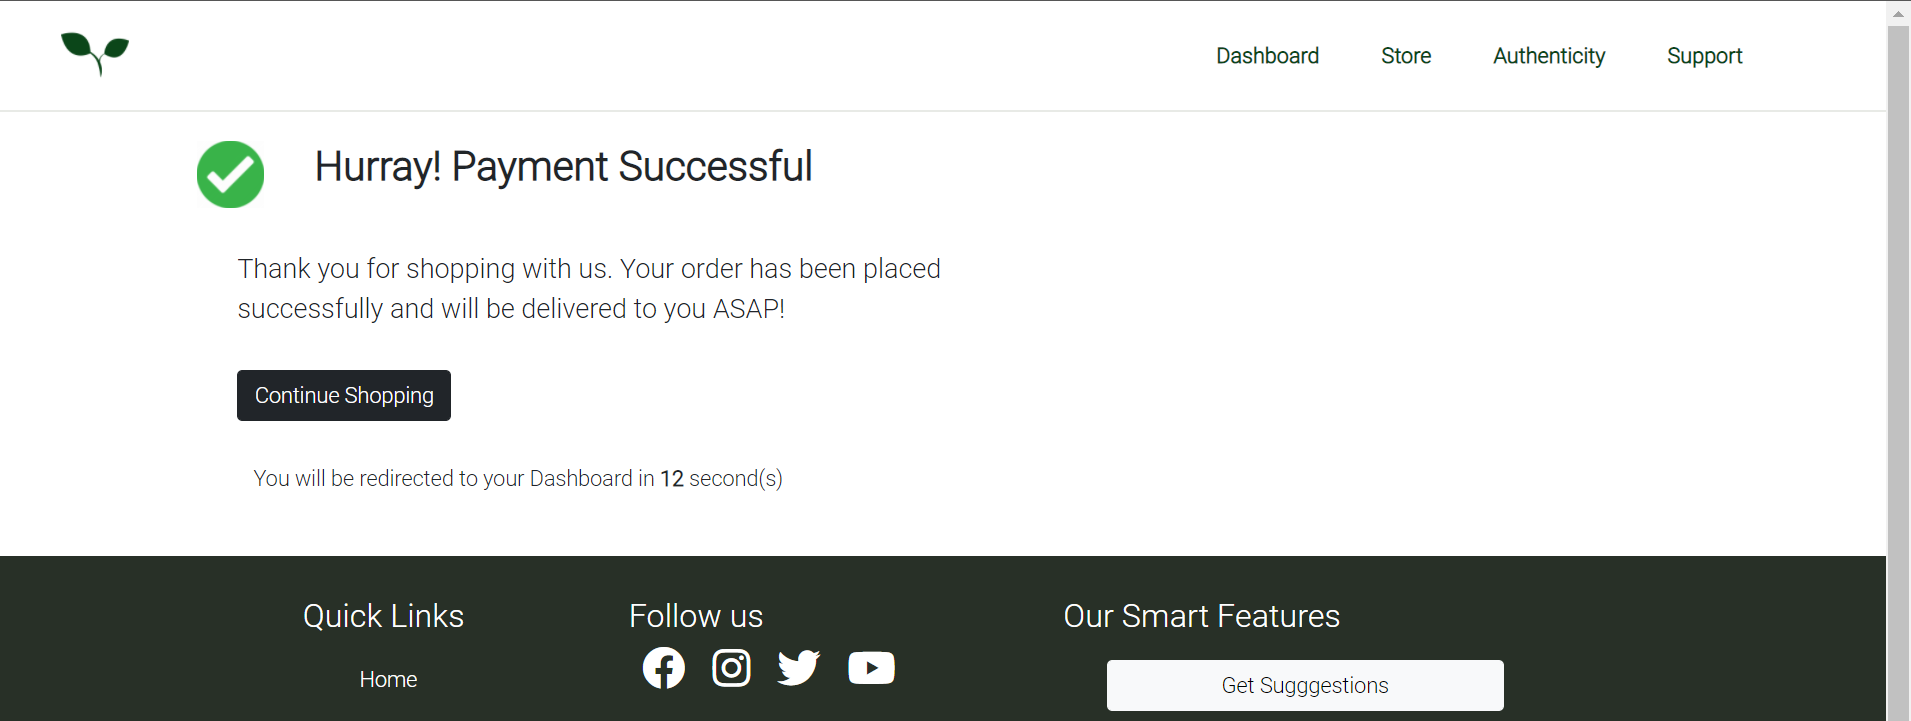 Dashboard Store Authenticity Support
Hurray! Payment Successful
Thank you for shopping with us. Your order has been placed
successfully and will be delivered to you ASAP!
Continue Shopping
You will be redirected to your Dashboard in 12 second(s)
Quick Links
Home
Follow us
Our Smart Features
Get Sugggestions